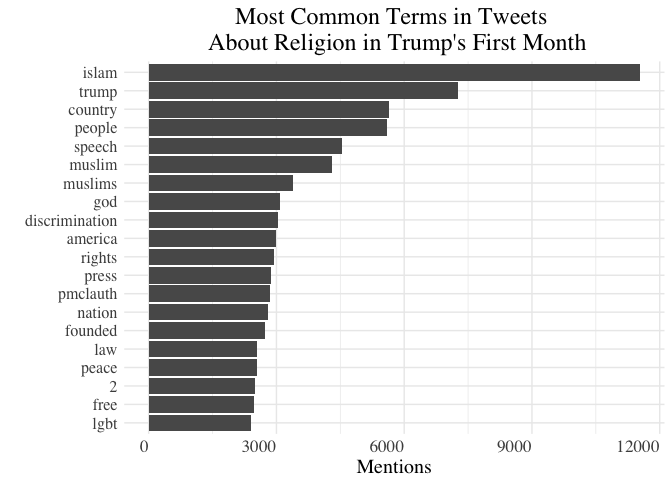 Most Common Terms in Tweets
About Religion in Trump's First Month
islam
trump
country
people
speech
muslim
muslims
god
discrimination
america
rights
press
pmclauth
nation
founded
law
peace
2
free
lgbt
0 3000 6000 9000 12000
Mentions